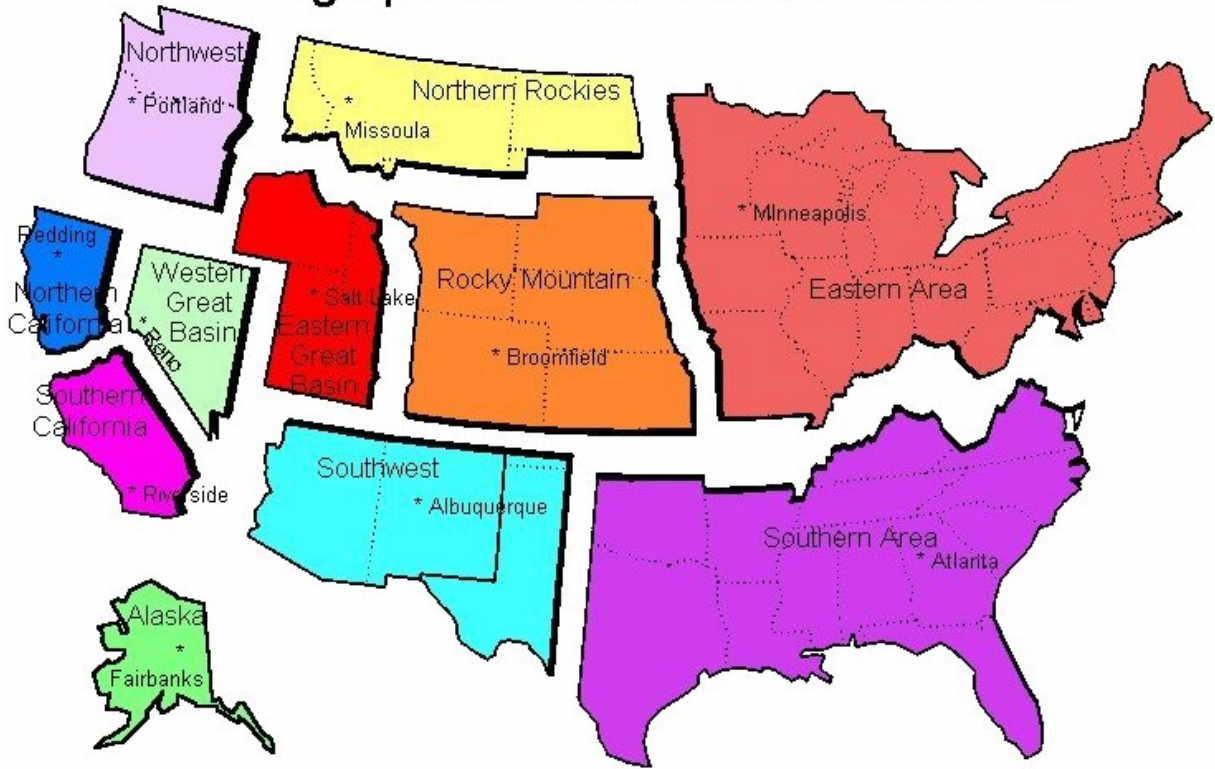 Northwest
* Portland
Northern Rockies
*
Missoula
* Minneapolis
Eastern Area
Redding
*
Northern
California
Western
Great
Basin
* Reno
* Salt Lake
Eastern
Great
Basin
Rocky Mountain
* Broomfield
Southern
California
* Riverside
Southwest
* Albuquerque
Southern Area
* Atlanta
Alaska
*
Fairbanks